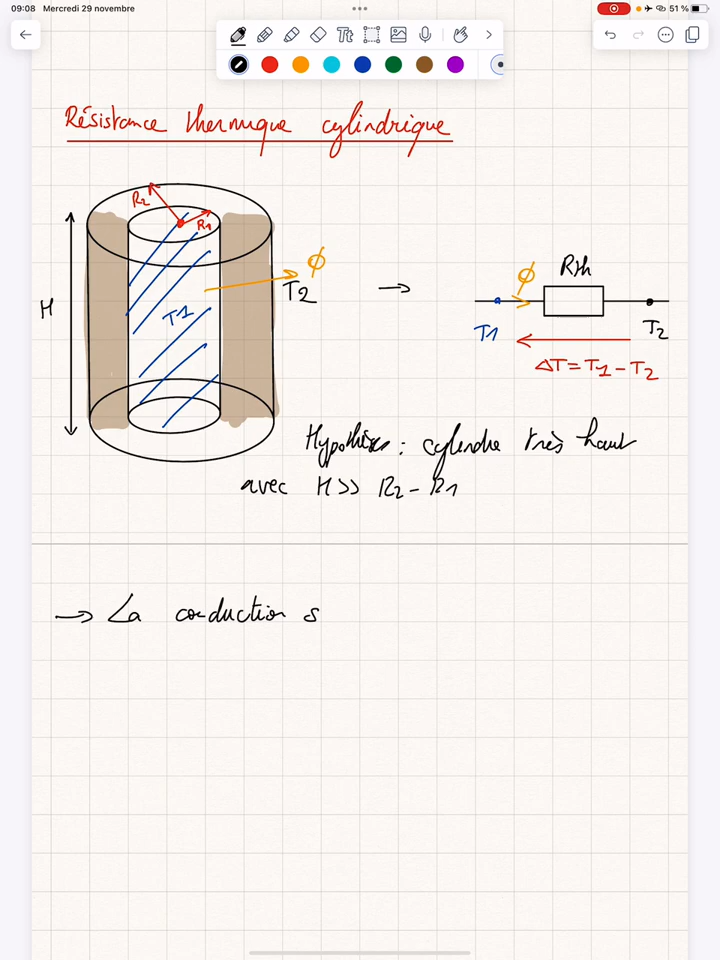 09:08 Mercredi 29 novembre
51 %
Tt
Résistance thermique cylindrique
R2
R1
H
T1
ϕ
T2
→
ϕ
Rth
T1
T2
ΔT = T1 - T2
Hypothèse : cylindre très haut
avec H >> R2 - R1
→ La conduction s